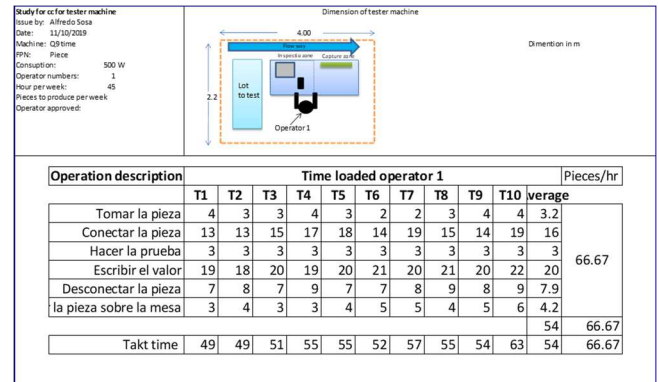 Study for cc for tester machine
Issue by: Alfredo Sosa
Date: 11/10/2019
Machine: Q9 time
FPN: Piece
Consuption: 500 W
Operator numbers: 1
Hour per week: 45
Pieces to produce per week
Operator approved:
Dimension of tester machine
4.00
Flow way
Inspectio zone Capture zone
Lot
to test
2.2
Operator 1
Dimention in m
Operation description Time loaded operator 1 Pieces/hr
T1 T2 T3 T4 T5 T6 T7 T8 T9 T10 verage
Tomar la pieza 4 3 3 4 3 2 2 3 4 4 3.2
Conectar la pieza 13 13 15 17 18 14 19 15 14 19 16
Hacer la prueba 3 3 3 3 3 3 3 3 3 3 3
66.67
Escribir el valor 19 18 20 19 20 21 20 21 20 22 20
Desconectar la pieza 7 8 7 9 7 7 8 9 8 9 7.9
la pieza sobre la mesa 3 4 3 3 4 5 5 4 5 6 4.2
54 66.67
Takt time 49 49 51 55 55 52 57 55 54 63 54 66.67